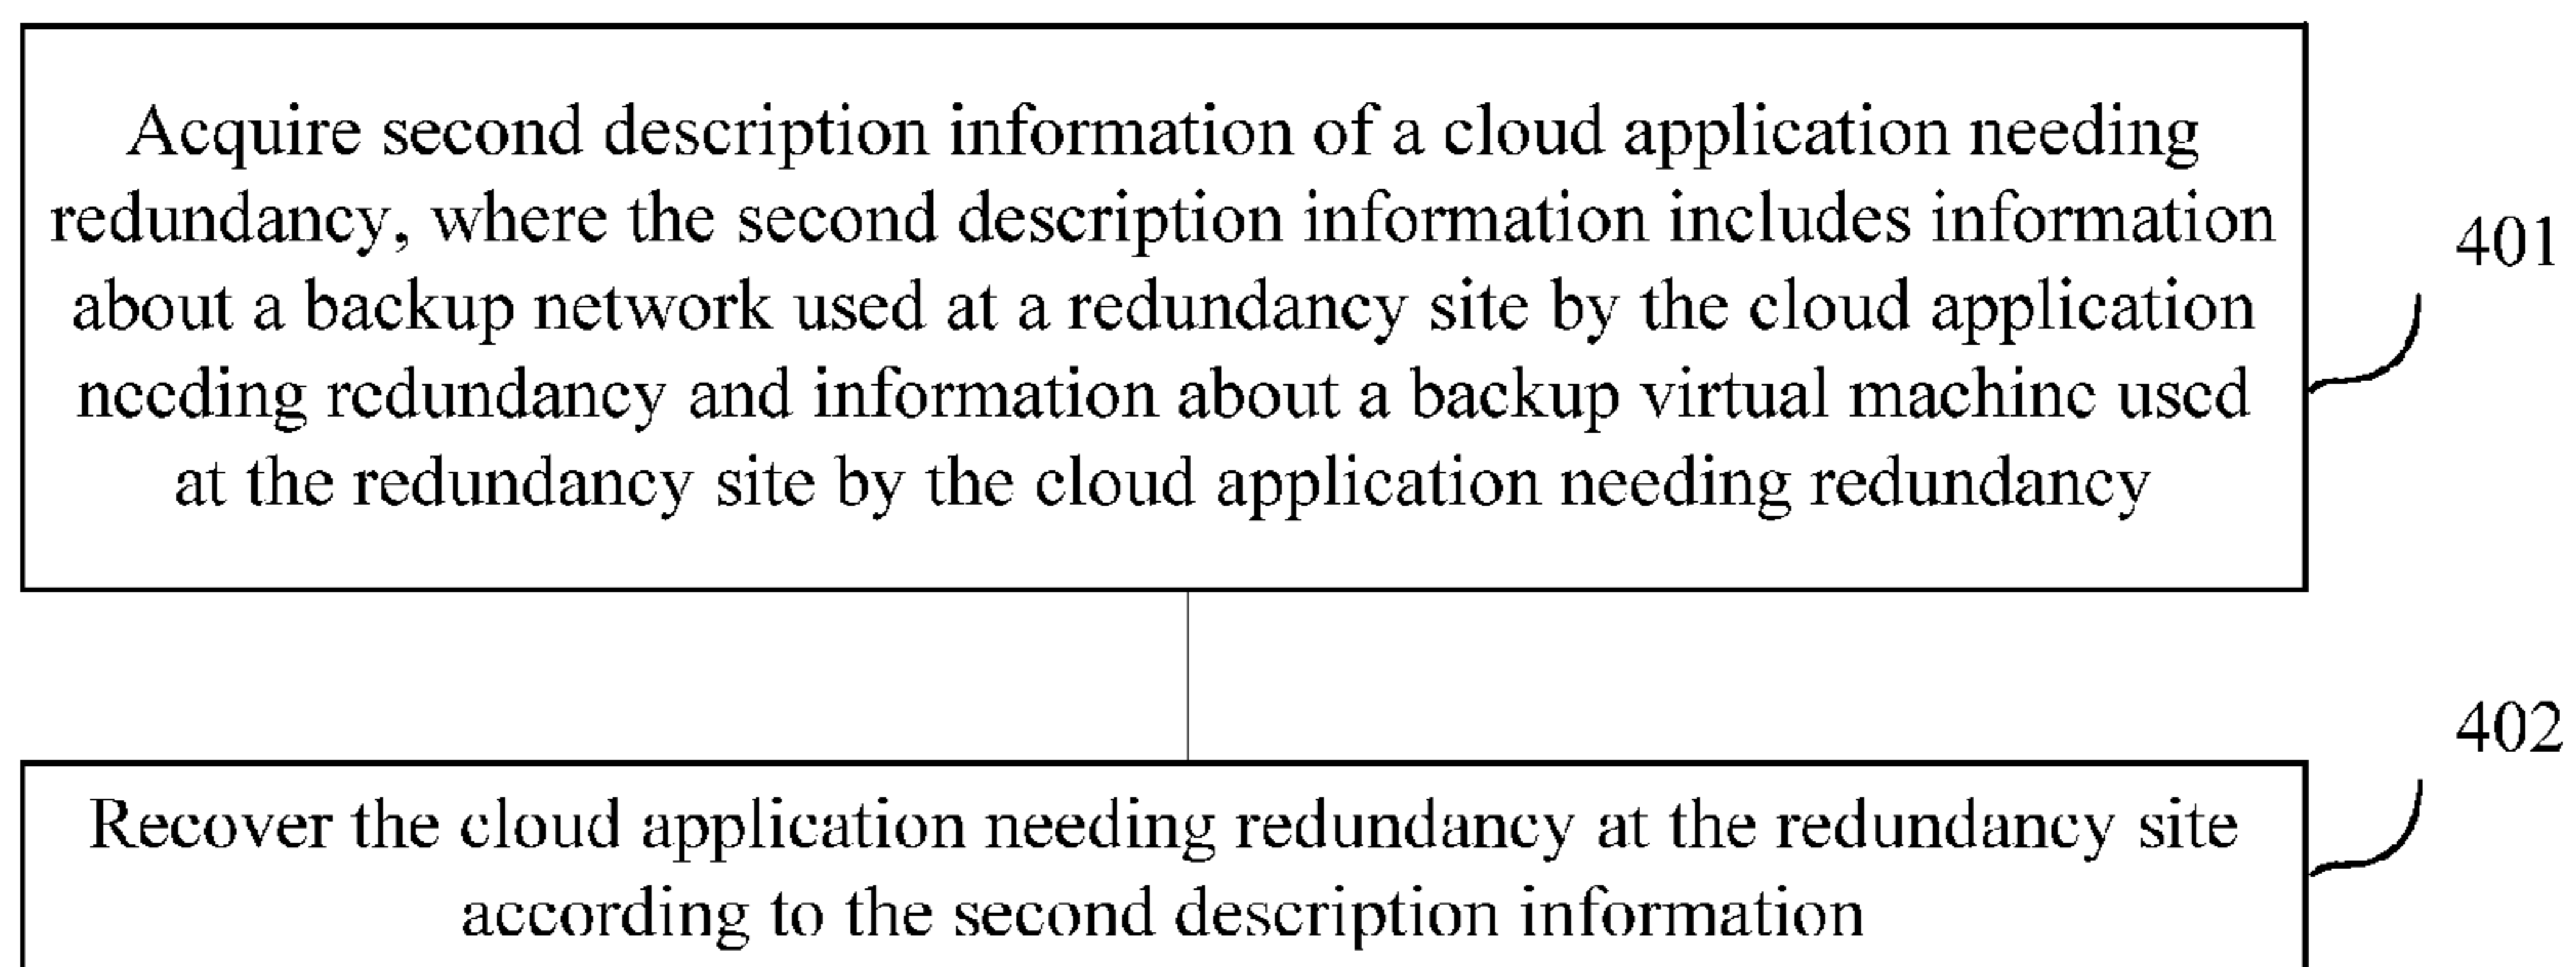 Acquire second description information of a cloud application needing
redundancy, where the second description information includes information
about a backup network used at a redundancy site by the cloud application
needing redundancy and information about a backup virtual machine used
at the redundancy site by the cloud application needing redundancy
401
402
Recover the cloud application needing redundancy at the redundancy site
according to the second description information